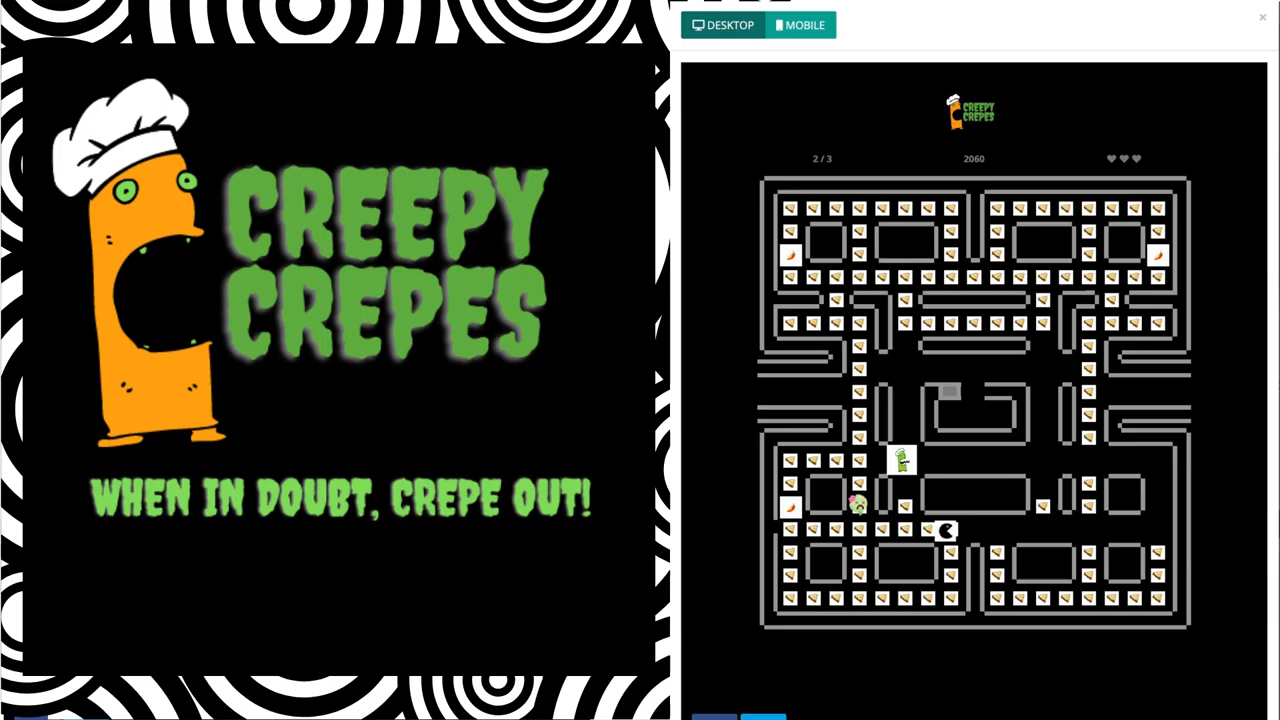 CREEPY
CREPES
WHEN IN DOUBT, CREPE OUT!
DESKTOP
MOBILE
×
CREEPY
CREPES
2 / 3
2060